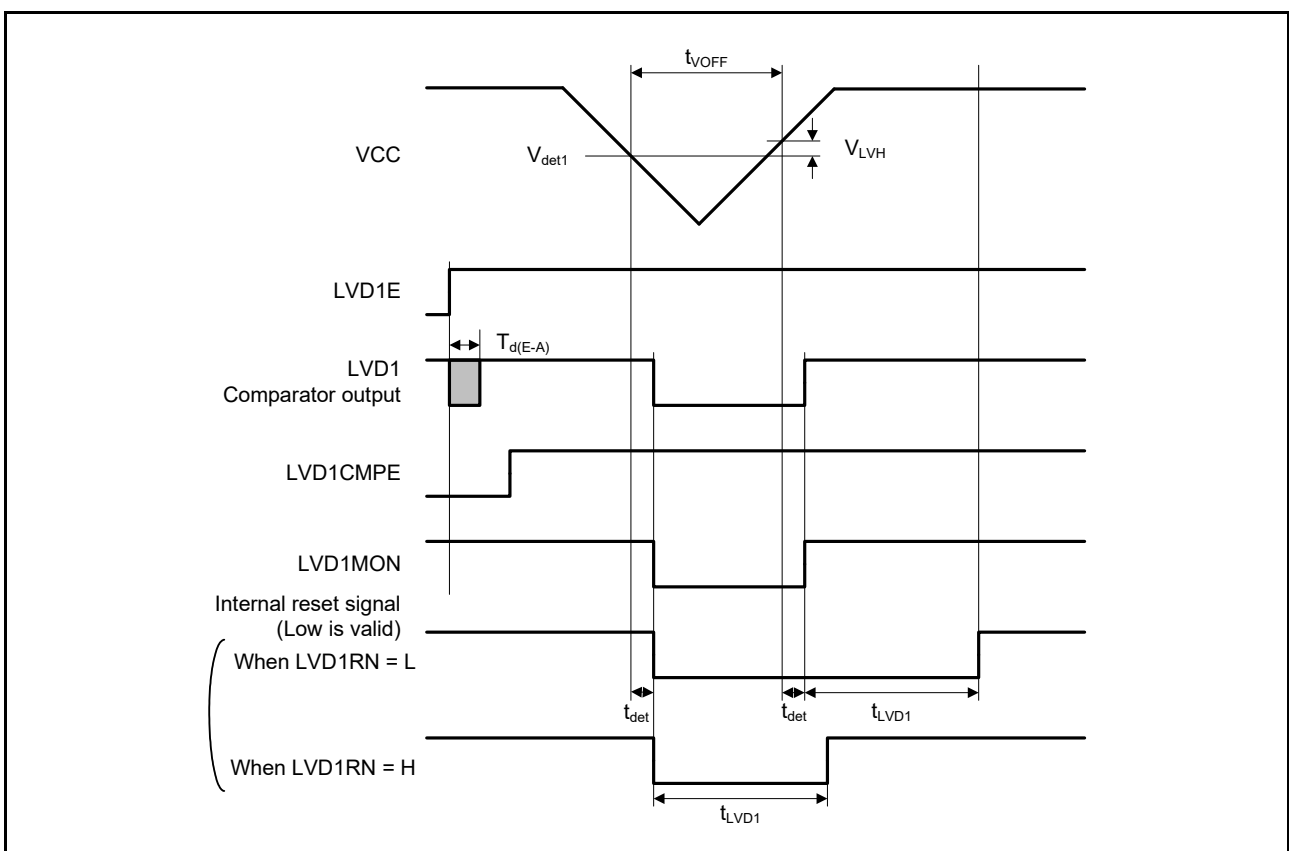 tVOFF
VCC
Vdet1
VLVH
LVD1E
Td(E-A)
LVD1
Comparator output
LVD1CMPE
LVD1MON
Internal reset signal
(Low is valid)
When LVD1RN = L
tdet
tdet
tLVD1
When LVD1RN = H
tLVD1